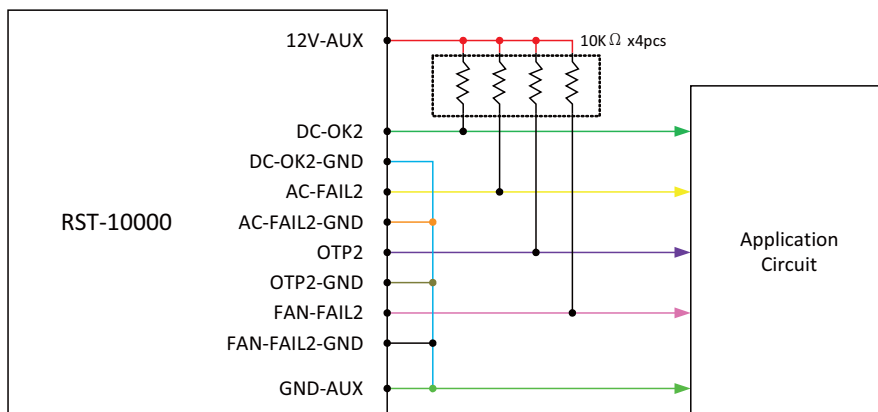 12V-AUX
10KΩ x4pcs
DC-OK2
DC-OK2-GND
AC-FAIL2
RST-10000
AC-FAIL2-GND
OTP2
Application
Circuit
OTP2-GND
FAN-FAIL2
FAN-FAIL2-GND
GND-AUX